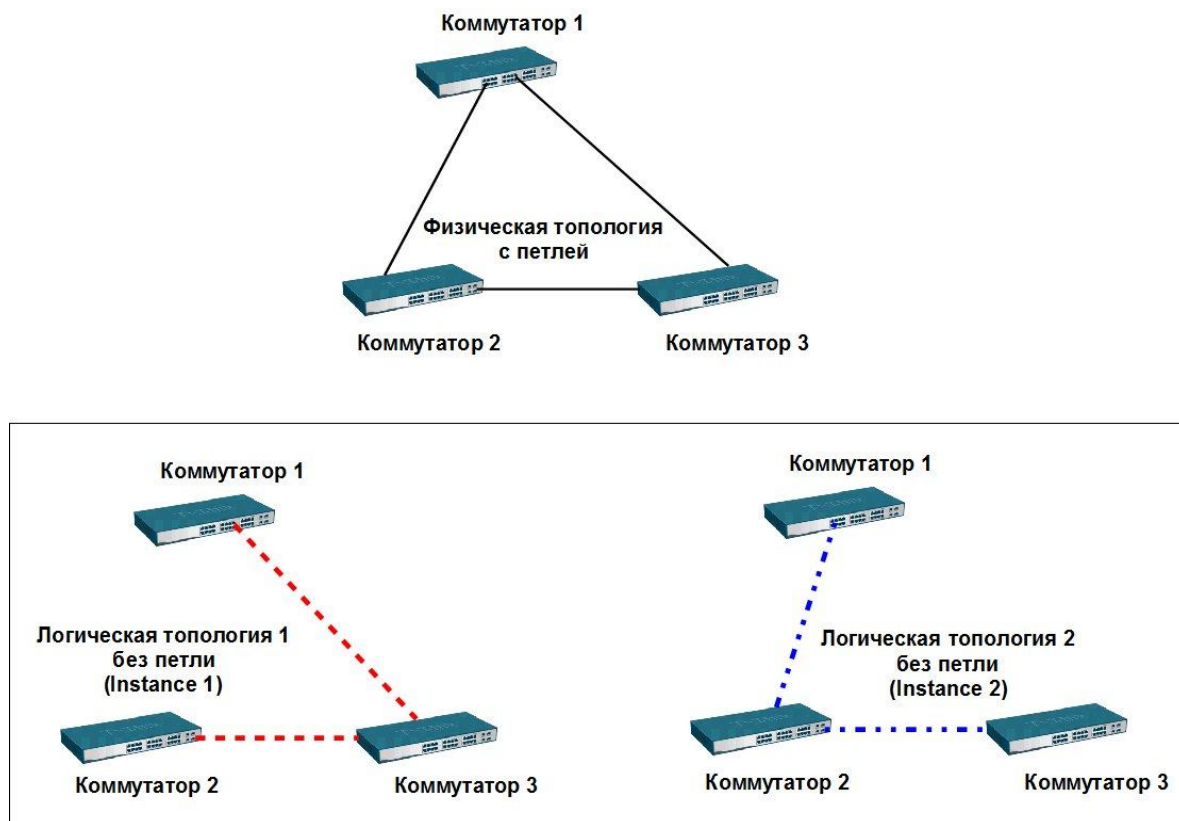 Коммутатор 1
Физическая топология
с петлей
Коммутатор 2
Коммутатор 3
Коммутатор 1
Логическая топология 1
без петли
(Instance 1)
Коммутатор 2
Коммутатор 3
Коммутатор 1
Логическая топология 2
без петли
(Instance 2)
Коммутатор 2
Коммутатор 3